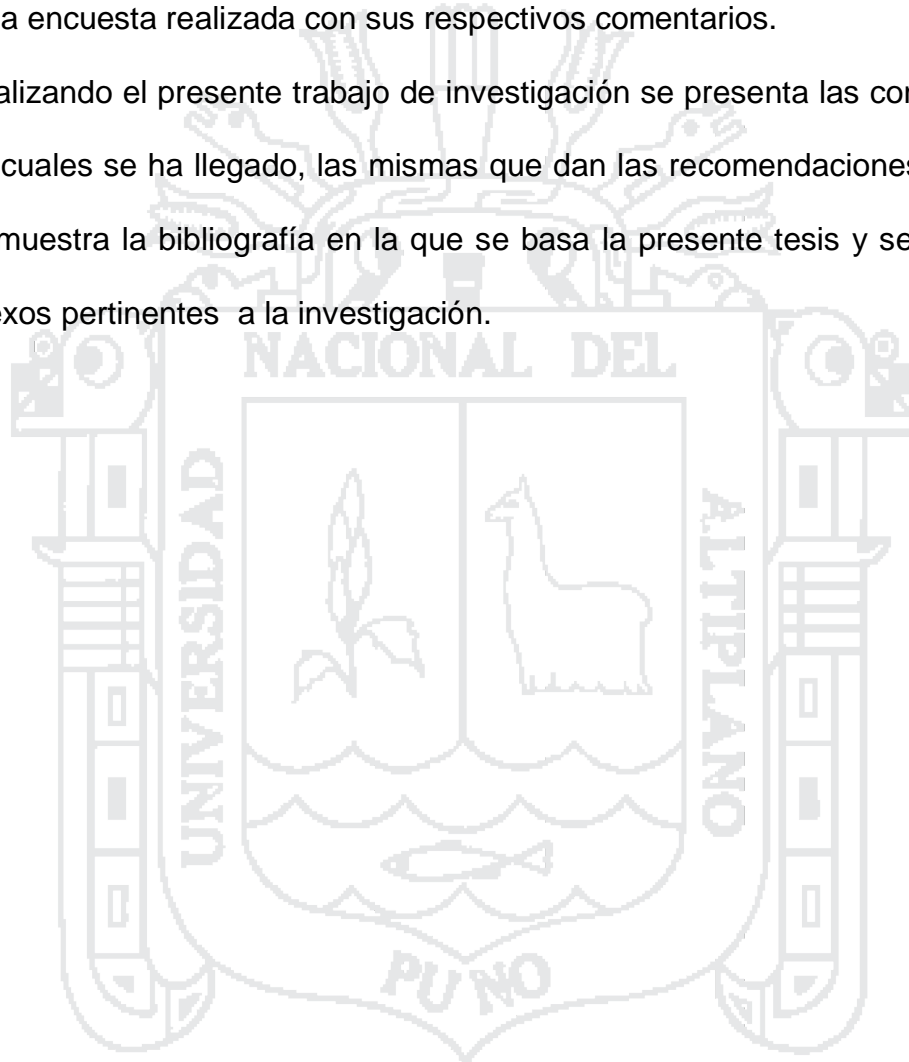 a encuesta realizada con sus respectivos comentarios.
alizando el presente trabajo de investigación se presenta las con
cuales se ha llegado, las mismas que dan las recomendaciones
muestra la bibliografía en la que se basa la presente tesis y se
exos pertinentes a la investigación.
NACIONAL DEL
UNIVERSIDAD
ALTIPLANO
PUNO